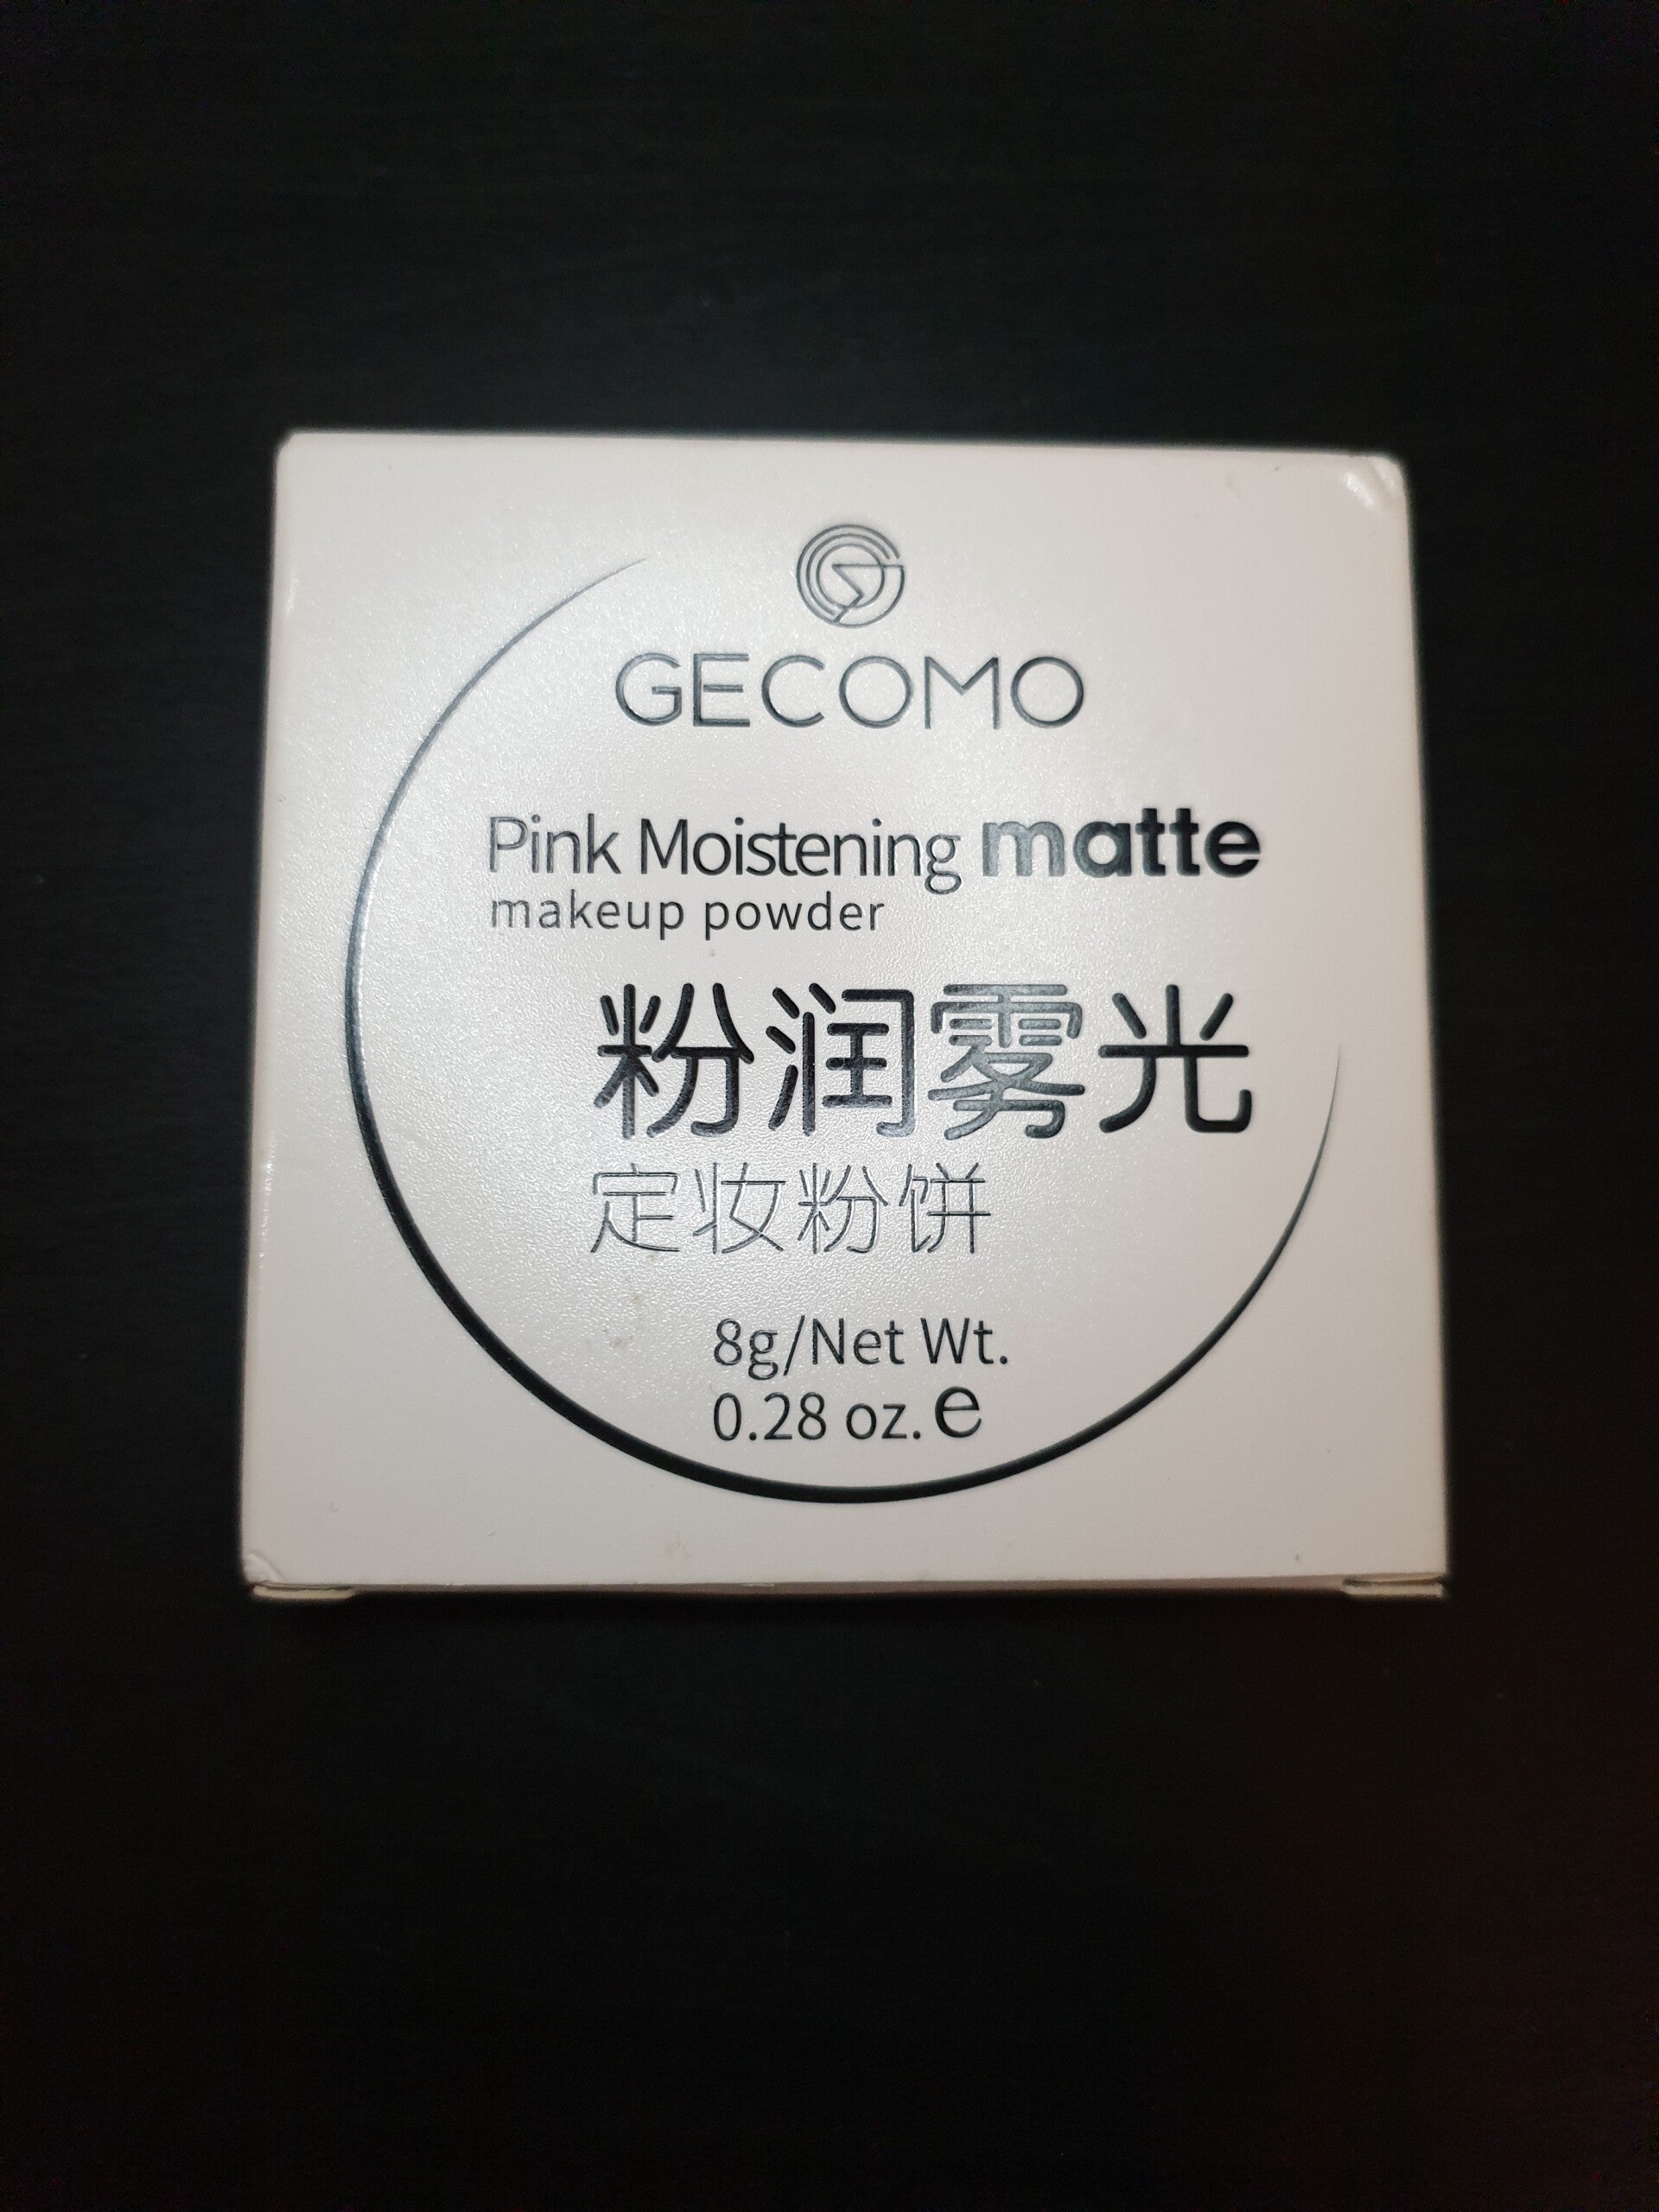 GECOMO
Pink Moistening matte
makeup powder
粉润雾光
定妆粉饼
8g/Net Wt.
0.28 oz. e